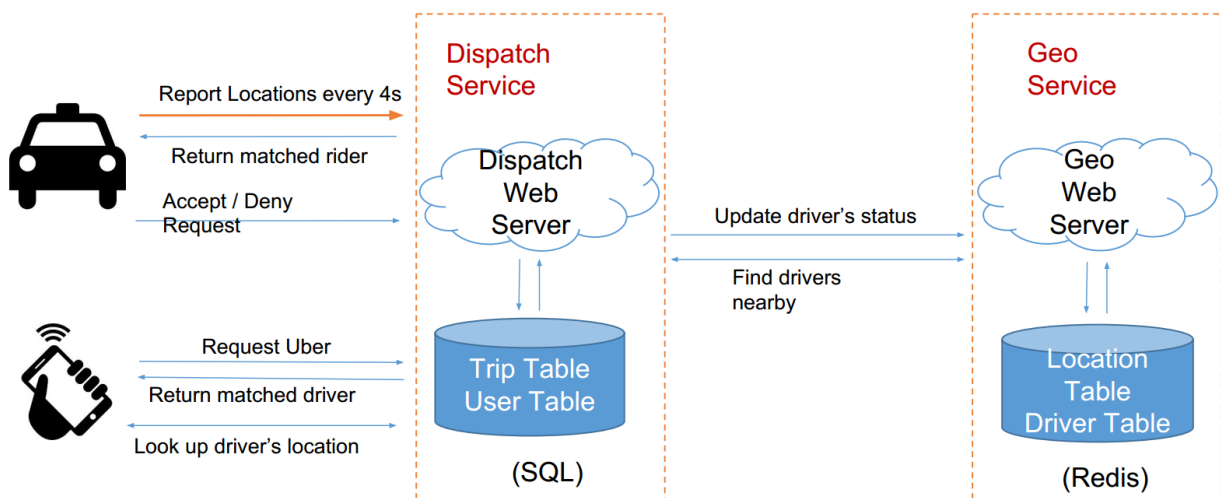 Dispatch
Service
Geo
Service
Report Locations every 4s
Return matched rider
Accept / Deny
Request
Dispatch
Web
Server
Update driver's status
Find drivers
nearby
Geo
Web
Server
Request Uber
Return matched driver
Look up driver's location
Trip Table
User Table
(SQL)
Location
Table
Driver Table
(Redis)